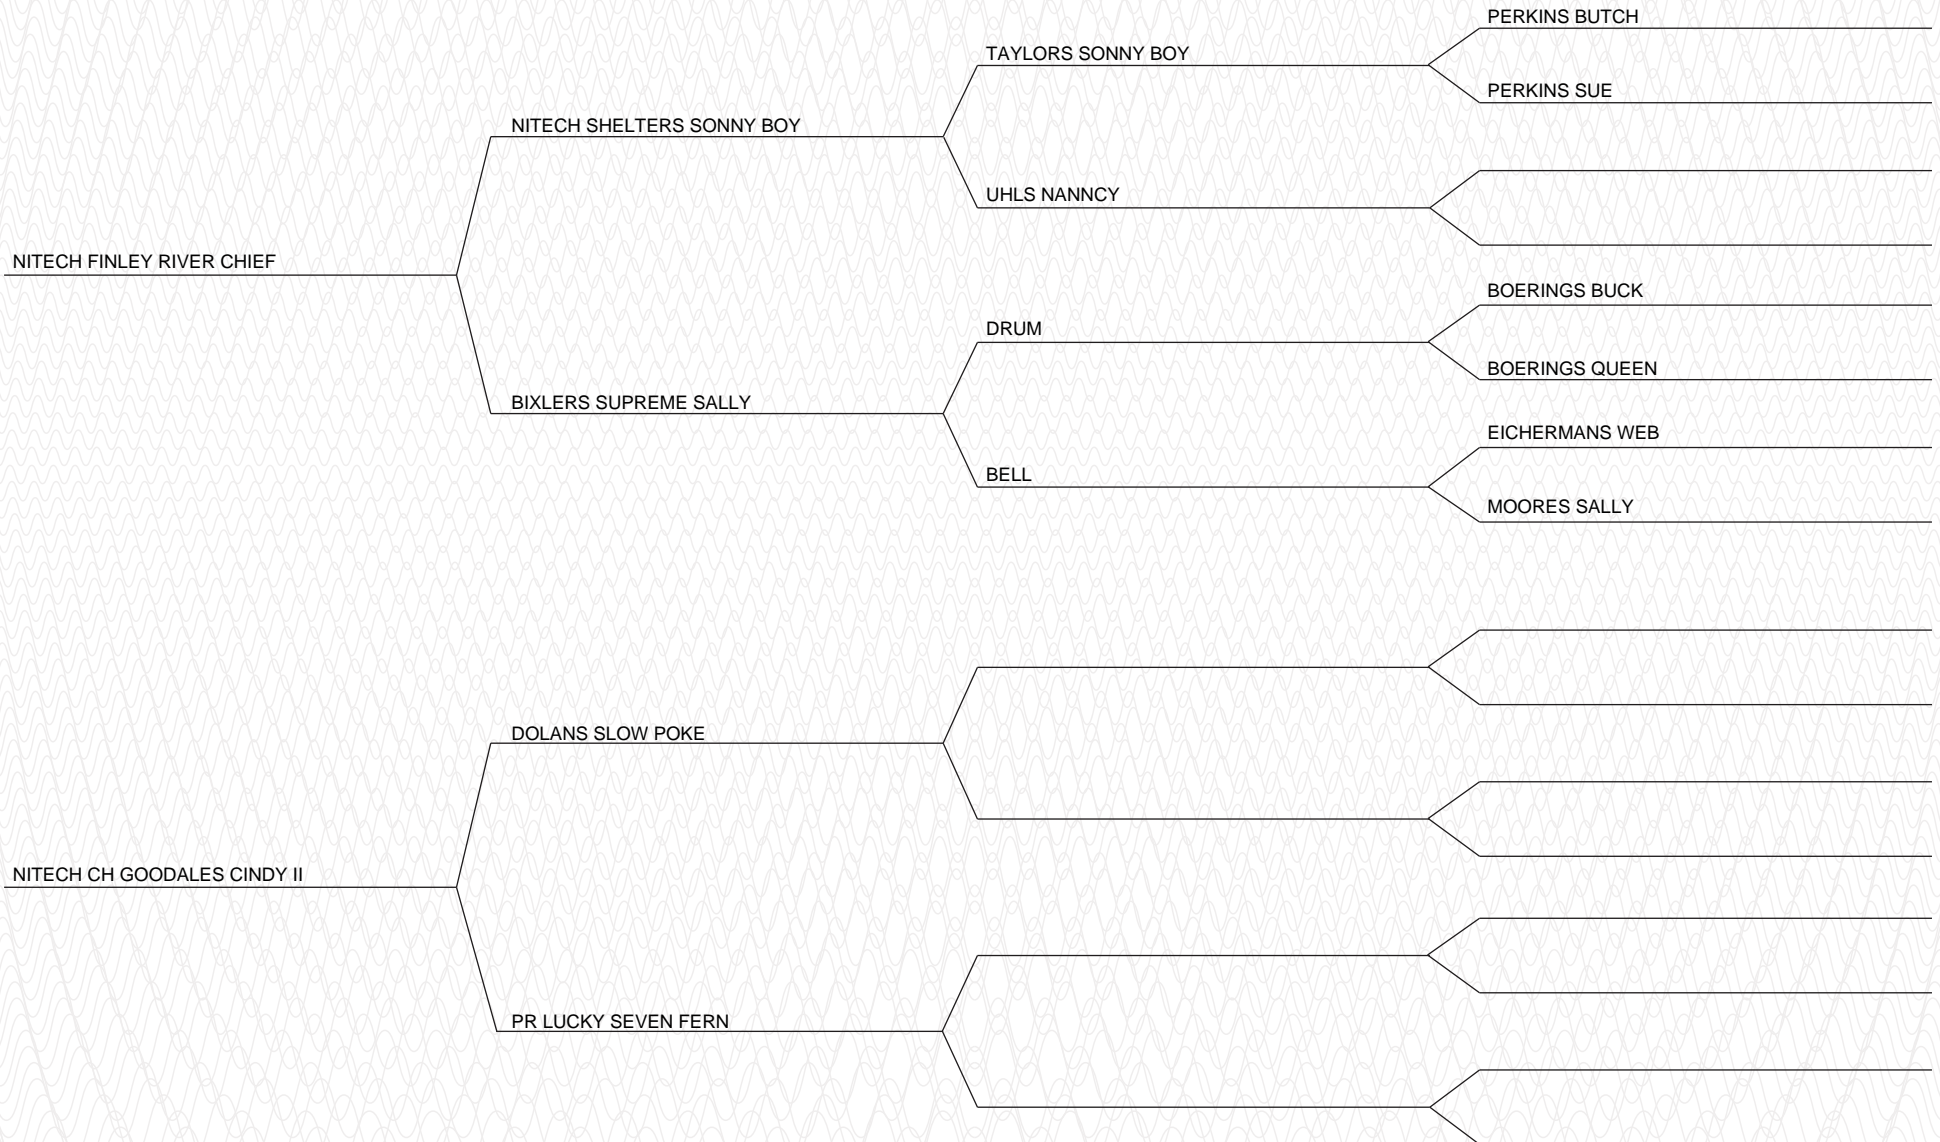 PERKINS BUTCH
TAYLORS SONNY BOY
PERKINS SUE
NITECH SHELTERS SONNY BOY
UHLS NANNCY
NITECH FINLEY RIVER CHIEF
BOERINGS BUCK
DRUM
BOERINGS QUEEN
BIXLERS SUPREME SALLY
EICHERMANS WEB
BELL
MOORES SALLY
DOLANS SLOW POKE
NITECH CH GOODALES CINDY II
PR LUCKY SEVEN FERN